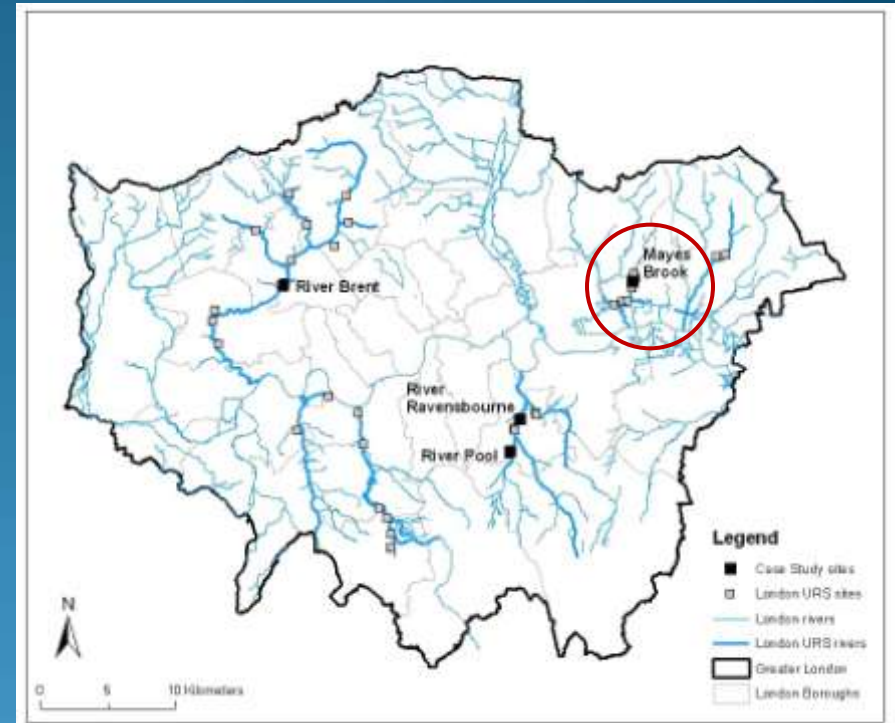 Mayes
Brook
River Brent
River
Ravensbourne
River Pool
Legend
Case Study sites
London URS sites
London rivers
London URS rivers
Greater London
London Boroughs
N
0 5 10 Kilometers